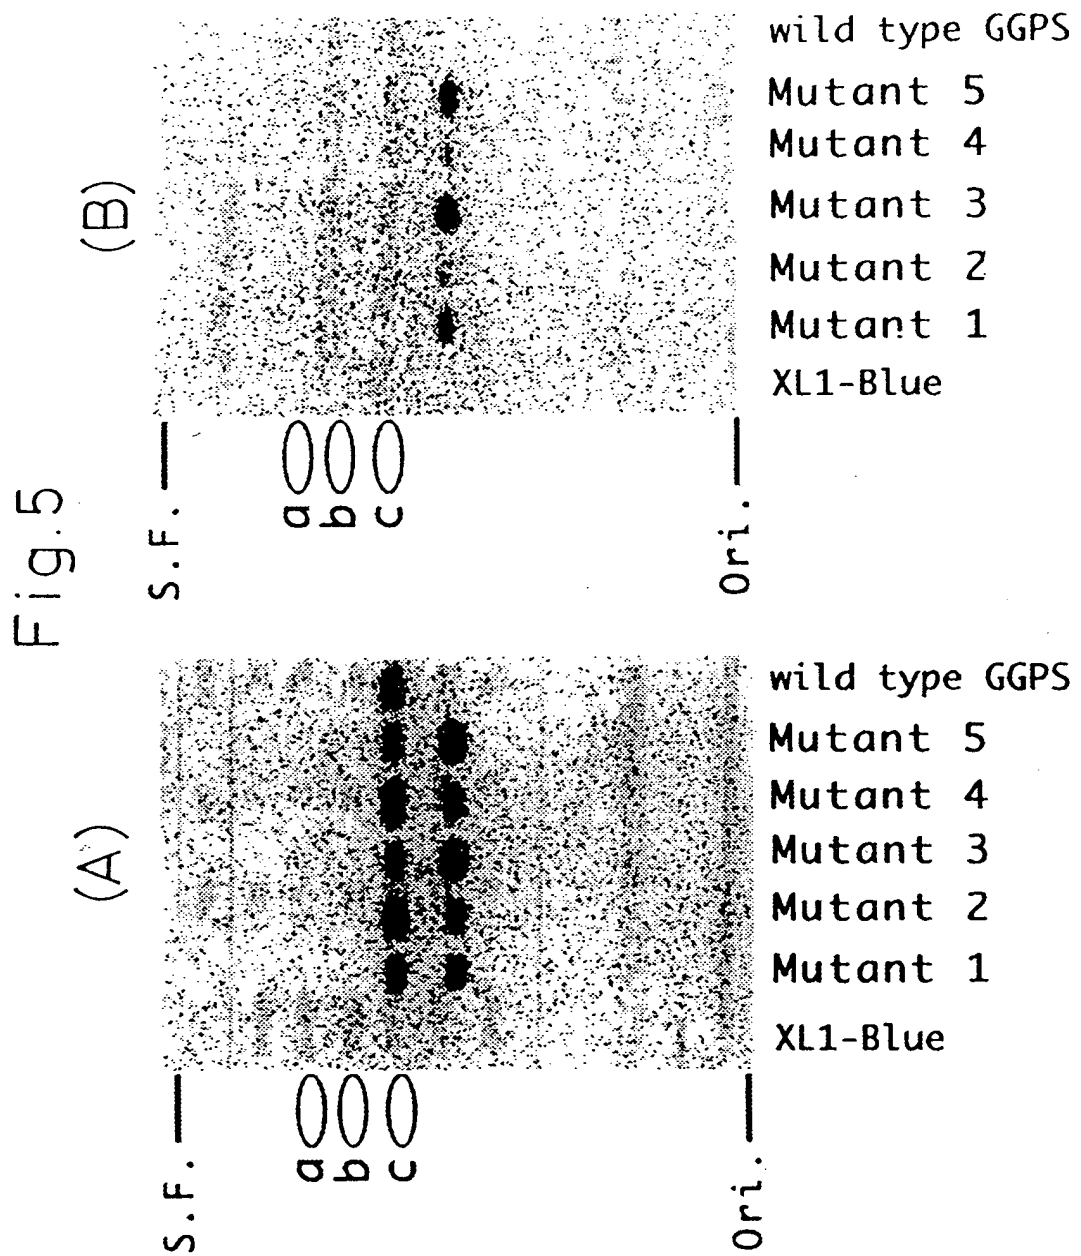 Fig.5
(A)
S.F.
a
b
c
Ori.
XL1-Blue
Mutant 1
Mutant 2
Mutant 3
Mutant 4
Mutant 5
wild type GGPS
(B)
S.F.
a
b
c
Ori.
XL1-Blue
Mutant 1
Mutant 2
Mutant 3
Mutant 4
Mutant 5
wild type GGPS